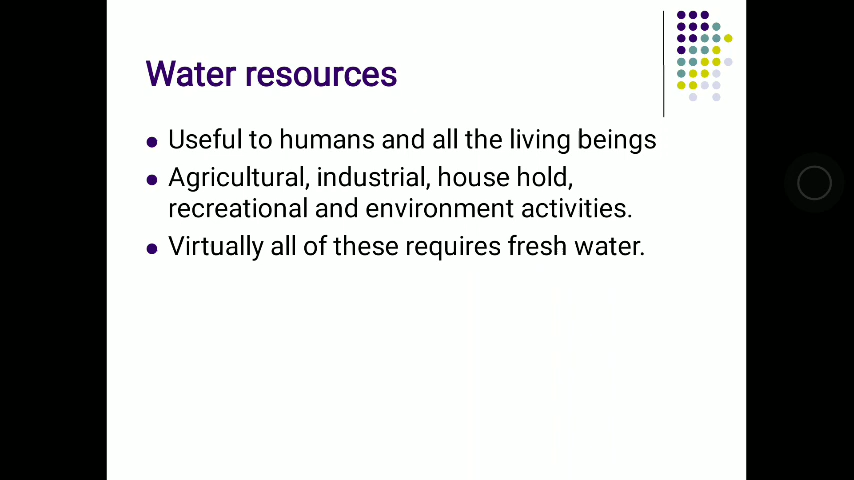 Water resources
Useful to humans and all the living beings
Agricultural, industrial, house hold,
recreational and environment activities.
Virtually all of these requires fresh water.